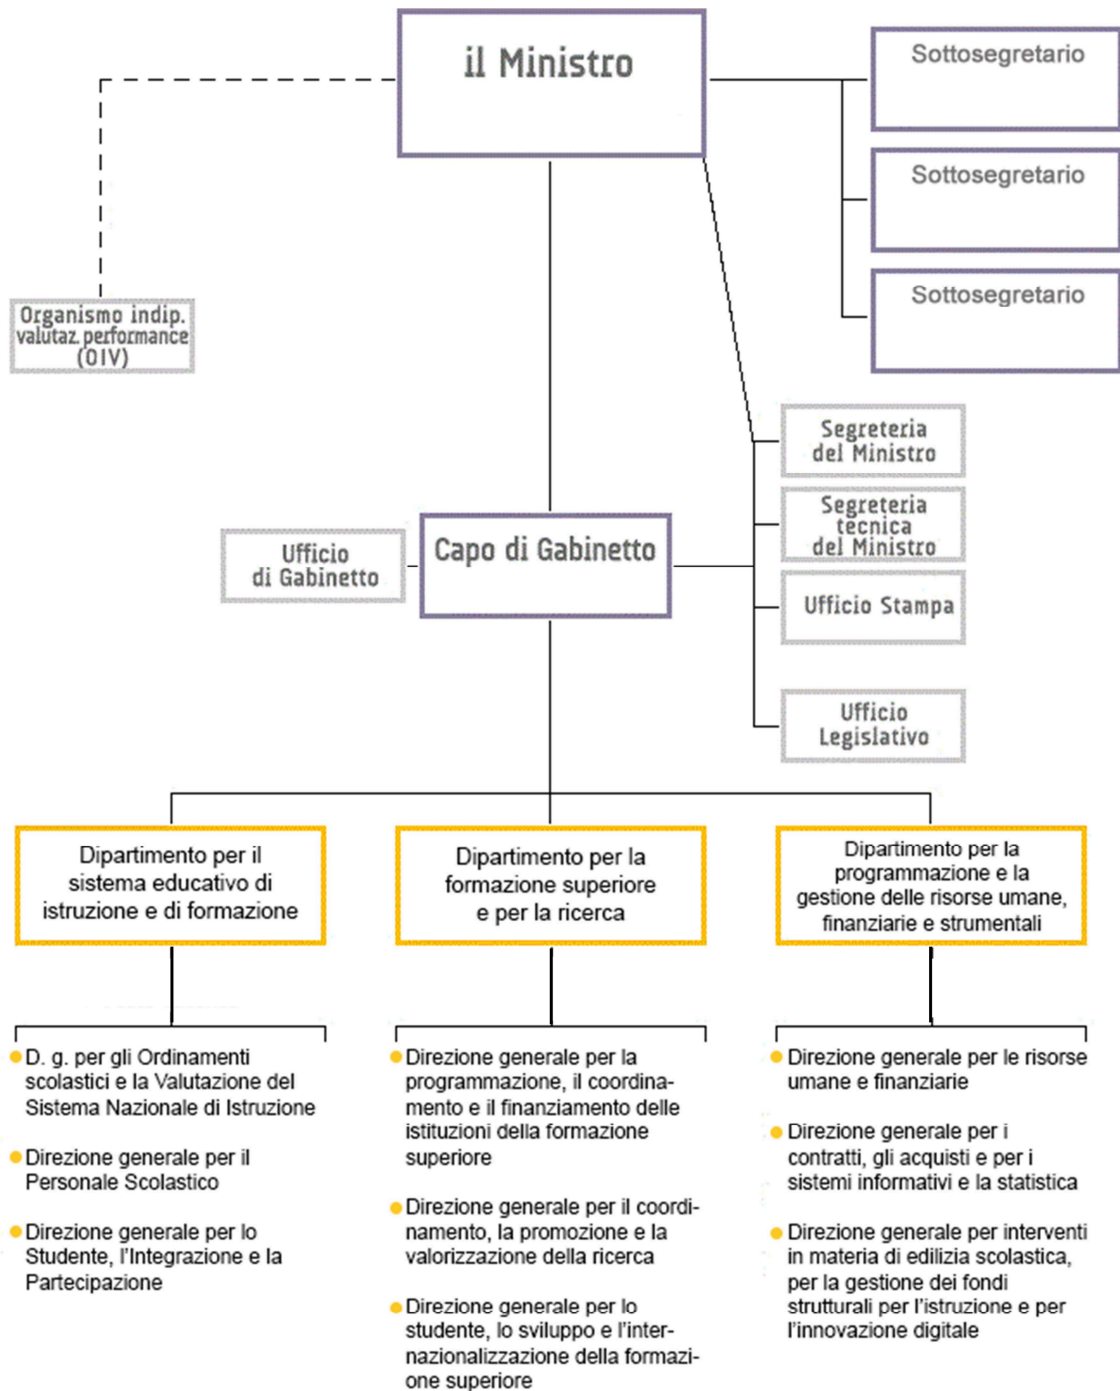 il Ministro
Sottosegretario
Sottosegretario
Sottosegretario
Organismo indip.
valutaz. performance
(OIV)
Segreteria
del Ministro
Segreteria
tecnica
del Ministro
Ufficio
di Gabinetto
Capo di Gabinetto
Ufficio Stampa
Ufficio
Legislativo
Dipartimento per il
sistema educativo di
istruzione e di formazione
Dipartimento per la
formazione superiore
e per la ricerca
Dipartimento per la
programmazione e la
gestione delle risorse umane,
finanziarie e strumentali
D. g. per gli Ordinamenti
scolastici e la Valutazione del
Sistema Nazionale di Istruzione
Direzione generale per il
Personale Scolastico
Direzione generale per lo
Studente, l'Integrazione e la
Partecipazione
Direzione generale per la
programmazione, il coordina-
mento e il finanziamento delle
istituzioni della formazione
superiore
Direzione generale per il coordi-
namento, la promozione e la
valorizzazione della ricerca
Direzione generale per lo
studente, lo sviluppo e l'inter-
nazionalizzazione della formazi-
one superiore
Direzione generale per le risorse
umane e finanziarie
Direzione generale per i
contratti, gli acquisti e per i
sistemi informativi e la statistica
Direzione generale per interventi
in materia di edilizia scolastica,
per la gestione dei fondi
strutturali per l'istruzione e per
l'innovazione digitale